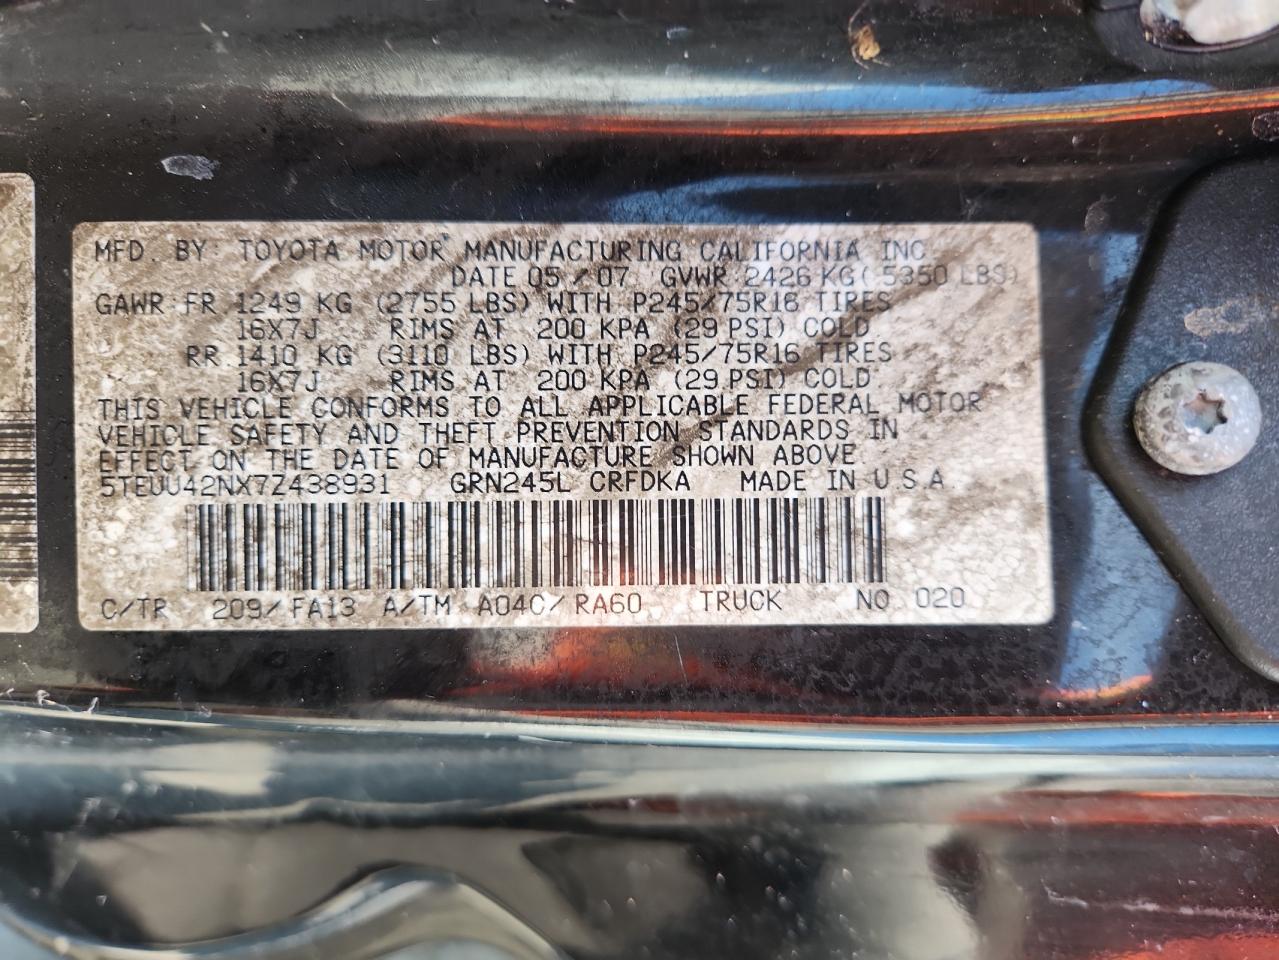 MFD. BY: TOYOTA MOTOR MANUFACTURING CALIFORNIA INC.
DATE 05/07 GVWR 2426 KG (5350 LBS)
GAWR FR 1249 KG (2755 LBS) WITH P245/75R16 TIRES
16X7J RIMS AT 200 KPA (29 PSI) COLD
RR 1410 KG (3110 LBS) WITH P245/75R16 TIRES
16X7J RIMS AT 200 KPA (29 PSI) COLD
THIS VEHICLE CONFORMS TO ALL APPLICABLE FEDERAL MOTOR
VEHICLE SAFETY AND THEFT PREVENTION STANDARDS IN
EFFECT ON THE DATE OF MANUFACTURE SHOWN ABOVE
5TEUU42NX7Z438931 GRN245L CRFDKA MADE IN U.S.A.
C/TR 209/FA13 A/TM A04C/RA60 TRUCK NO 020